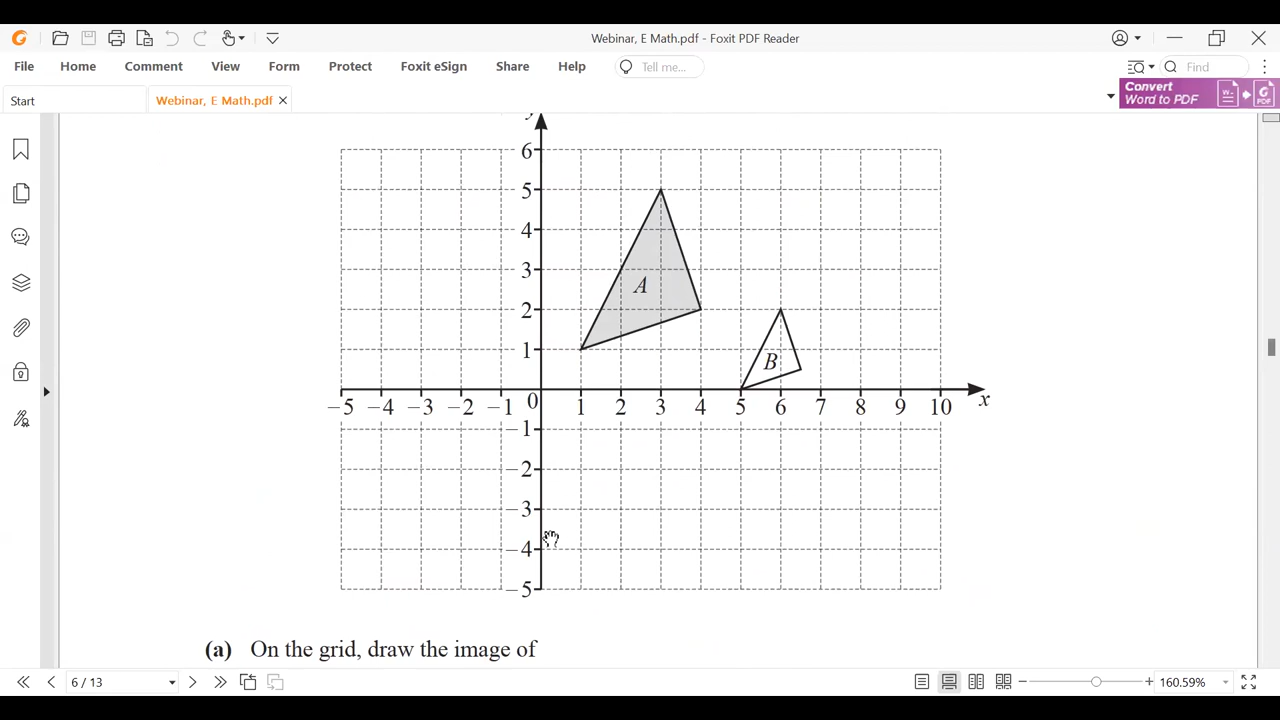 Webinar, E Math.pdf - Foxit PDF Reader
File Home Comment View Form Protect Foxit eSign Share Help Tell me... Find
Start Webinar, E Math.pdf Convert Word to PDF
y
6
5
4
3
2
1
A
B
−5 −4 −3 −2 −1 0 1 2 3 4 5 6 7 8 9 10 x
−1
−2
−3
−4
−5
(a) On the grid, draw the image of
6 / 13 160.59%